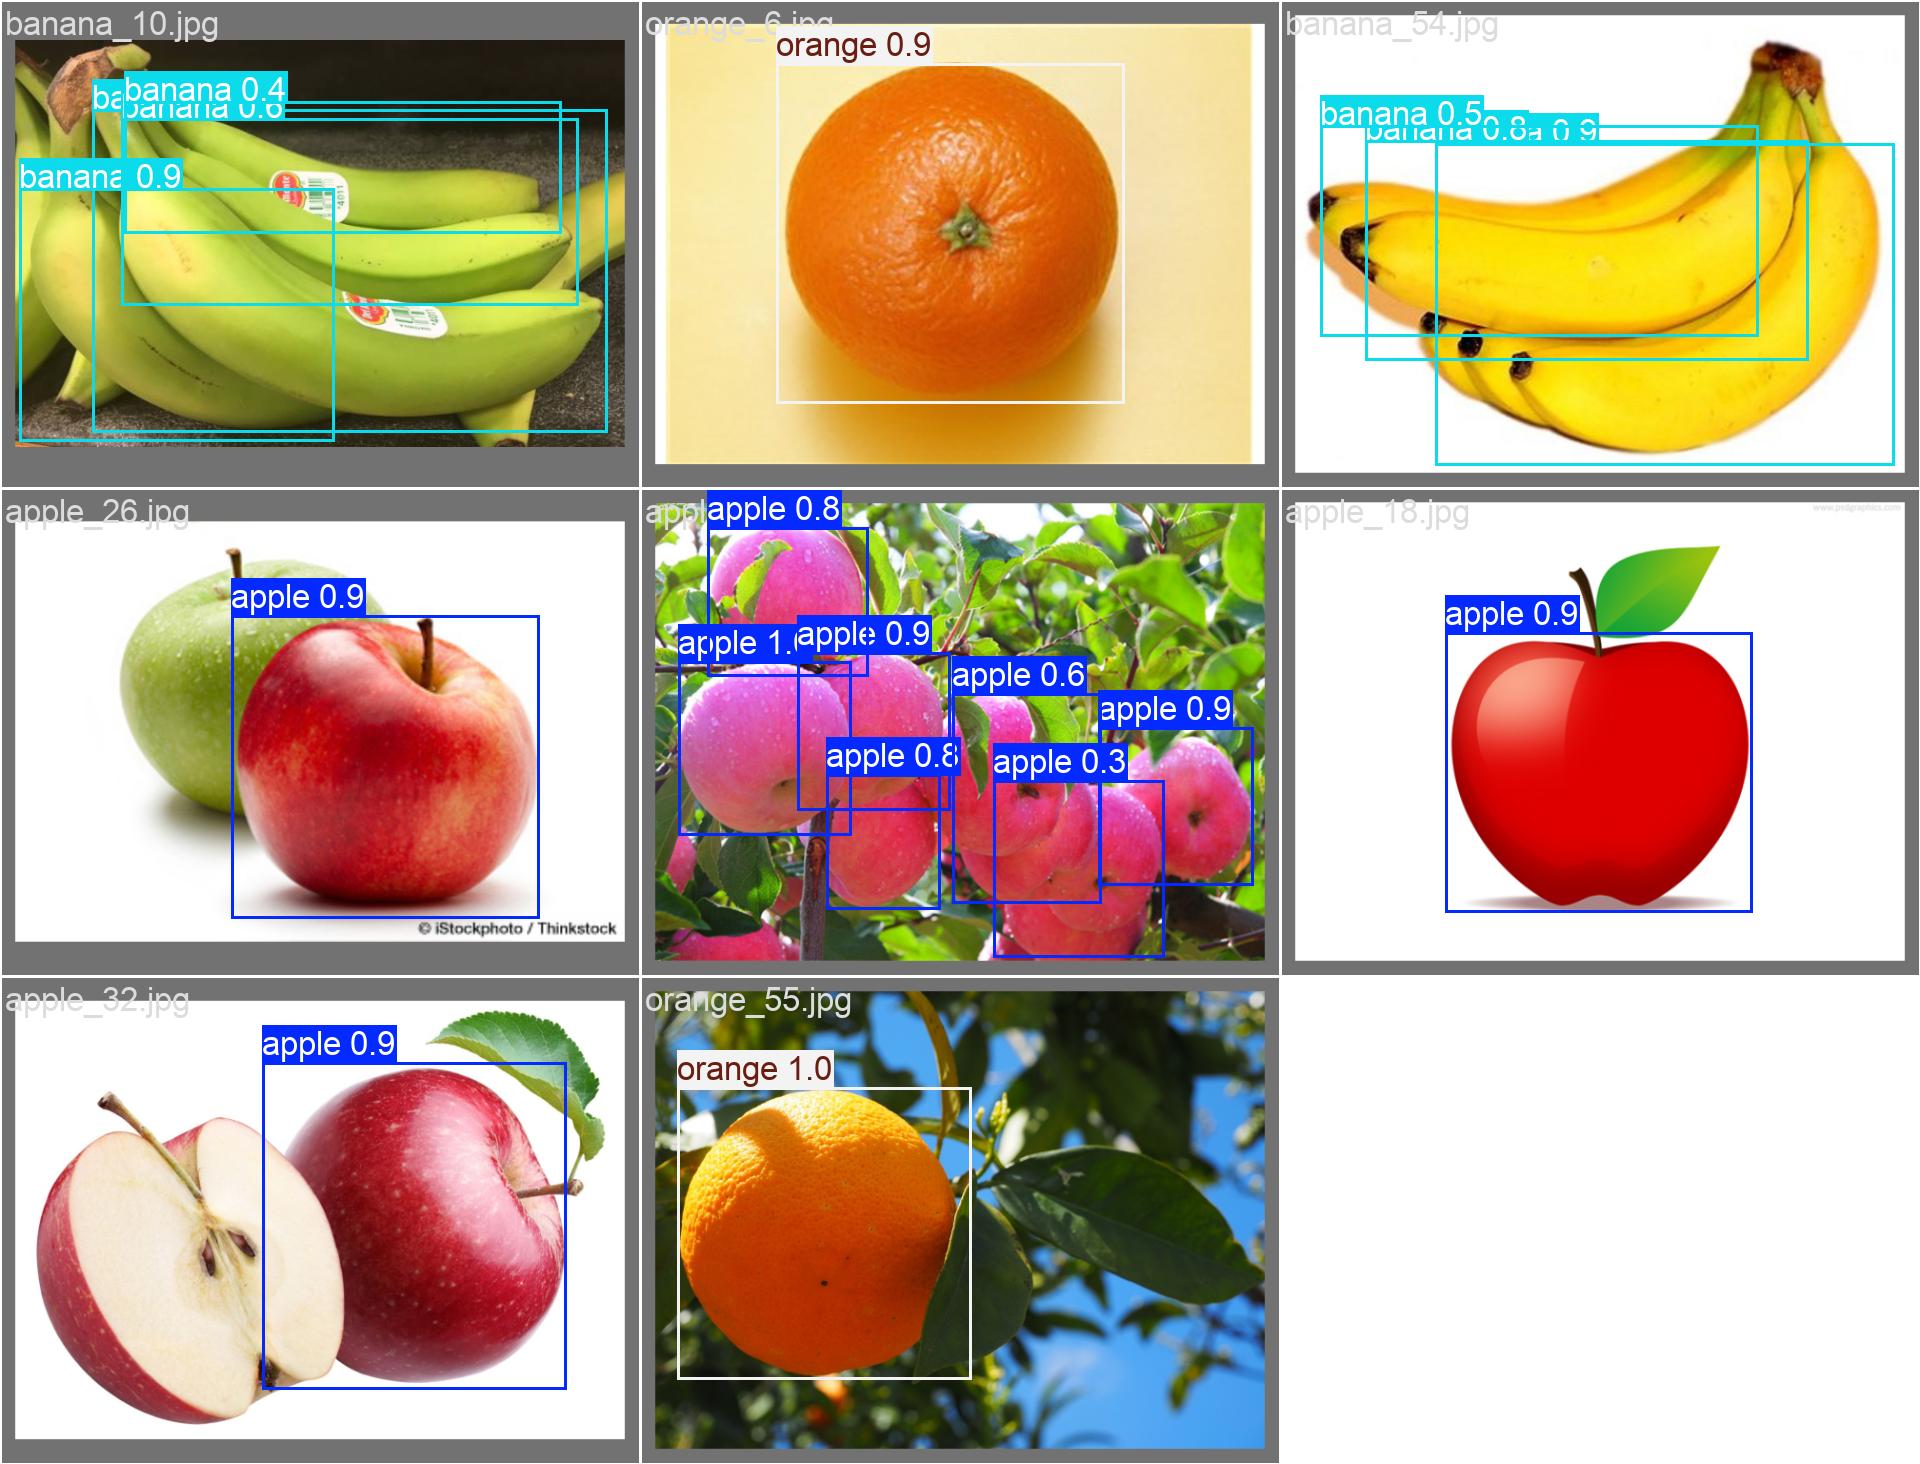 banana_10.jpg
banana 0.4
banana 0.6
banana 0.9
4011
4011
orange_6.jpg
orange 0.9
banana_54.jpg
banana 0.5
banana 0.8
a 0.9
apple_26.jpg
apple 0.9
© iStockphoto / Thinkstock
appl
apple 0.8
apple 1.0
apple 0.9
apple 0.6
apple 0.9
apple 0.8
apple 0.3
apple_18.jpg
www.psdgraphics.com
apple 0.9
apple_32.jpg
apple 0.9
orange_55.jpg
orange 1.0